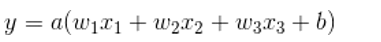 y = a(w₁x₁ + w₂x₂ + w₃x₃ + b)